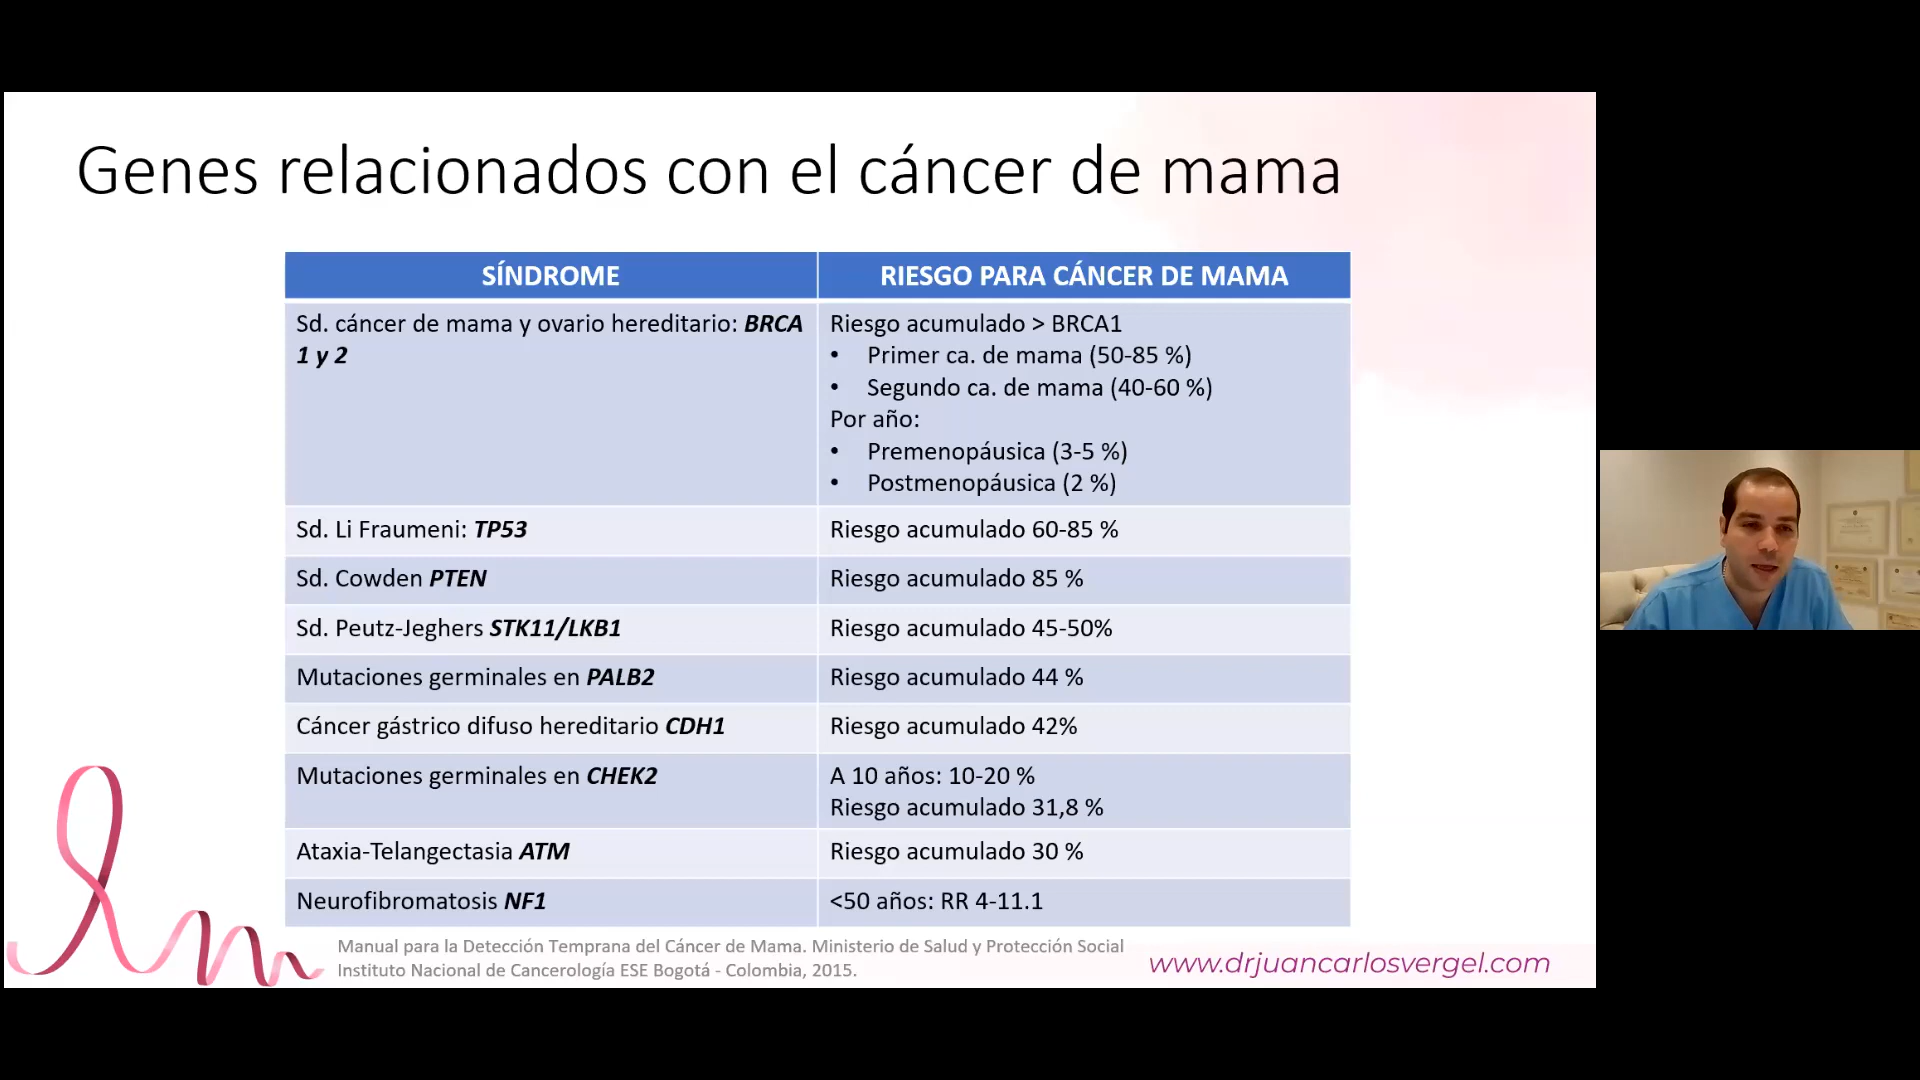 Genes relacionados con el cáncer de mama
SÍNDROME
RIESGO PARA CÁNCER DE MAMA
Sd. cáncer de mama y ovario hereditario: BRCA
1 y 2
Riesgo acumulado > BRCA1
• Primer ca. de mama (50-85 %)
• Segundo ca. de mama (40-60 %)
Por año:
• Premenopáusica (3-5 %)
• Postmenopáusica (2 %)
Sd. Li Fraumeni: TP53
Riesgo acumulado 60-85 %
Sd. Cowden PTEN
Riesgo acumulado 85 %
Sd. Peutz-Jeghers STK11/LKB1
Riesgo acumulado 45-50%
Mutaciones germinales en PALB2
Riesgo acumulado 44 %
Cáncer gástrico difuso hereditario CDH1
Riesgo acumulado 42%
Mutaciones germinales en CHEK2
A 10 años: 10-20 %
Riesgo acumulado 31,8 %
Ataxia-Telangectasia ATM
Riesgo acumulado 30 %
Neurofibromatosis NF1
<50 años: RR 4-11.1
Manual para la Detección Temprana del Cáncer de Mama. Ministerio de Salud y Protección Social
Instituto Nacional de Cancerología ESE Bogotá - Colombia, 2015.
www.drjuancarlosvergel.com